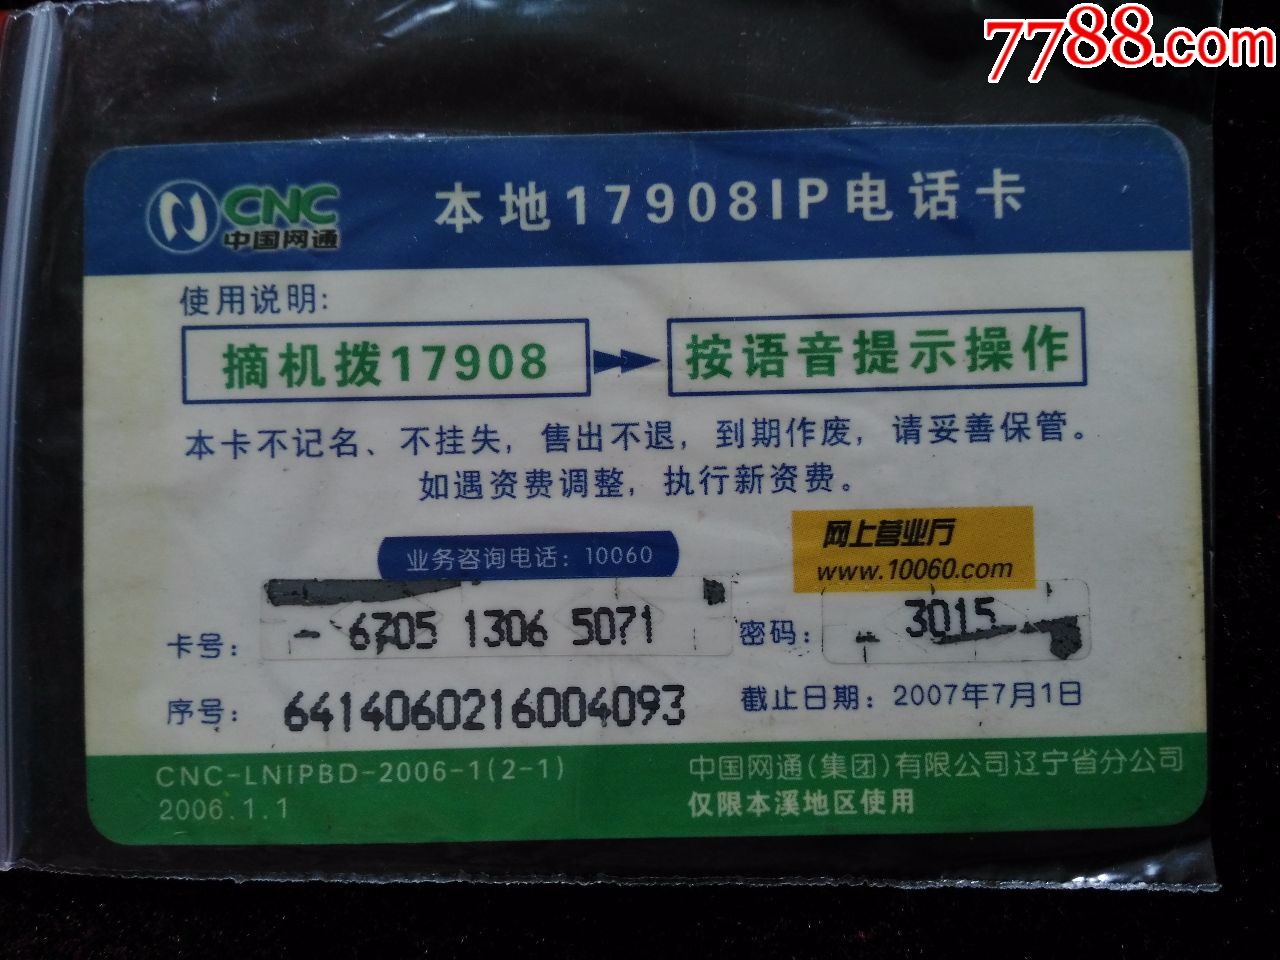 7788.com
CNC
中国网通
本地17908IP电话卡
使用说明:
摘机拨17908
按语音提示操作
本卡不记名、不挂失，售出不退，到期作废，请妥善保管。
如遇资费调整，执行新资费。
业务咨询电话：10060
网上营业厅
www.10060.com
卡号： 6705 1306 5071
密码： 3015
序号： 6414060216004093
截止日期：2007年7月1日
CNC-LNIPBD-2006-1(2-1)
2006.1.1
中国网通(集团)有限公司辽宁省分公司
仅限本溪地区使用